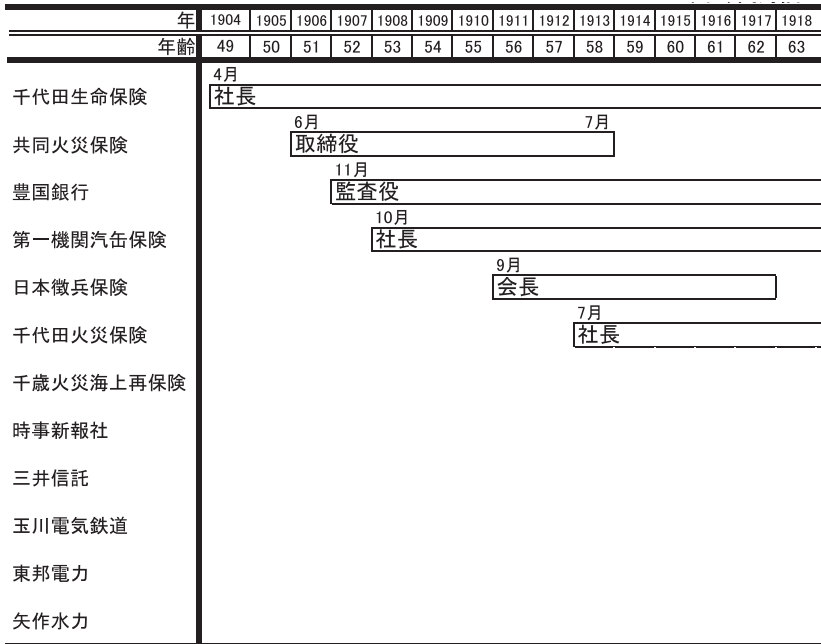 年 1904 1905 1906 1907 1908 1909 1910 1911 1912 1913 1914 1915 1916 1917 1918
年齢 49 50 51 52 53 54 55 56 57 58 59 60 61 62 63
4月
千代田生命保険 社長
6月 7月
共同火災保険 取締役
11月
豊国銀行 監査役
10月
第一機関汽缶保険 社長
9月
日本徴兵保険 会長
7月
千代田火災保険 社長
千歳火災海上再保険
時事新報社
三井信託
玉川電気鉄道
東邦電力
矢作水力